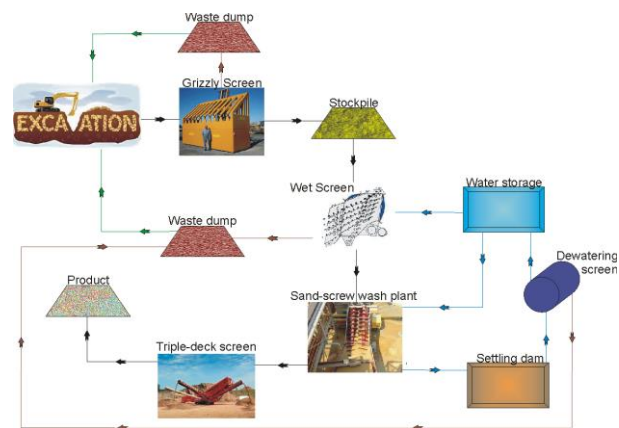 Waste dump
Grizzly Screen
EXCAVATION
Stockpile
Wet Screen
Water storage
Waste dump
Dewatering
screen
Product
Sand-screw wash plant
Triple-deck screen
Settling dam